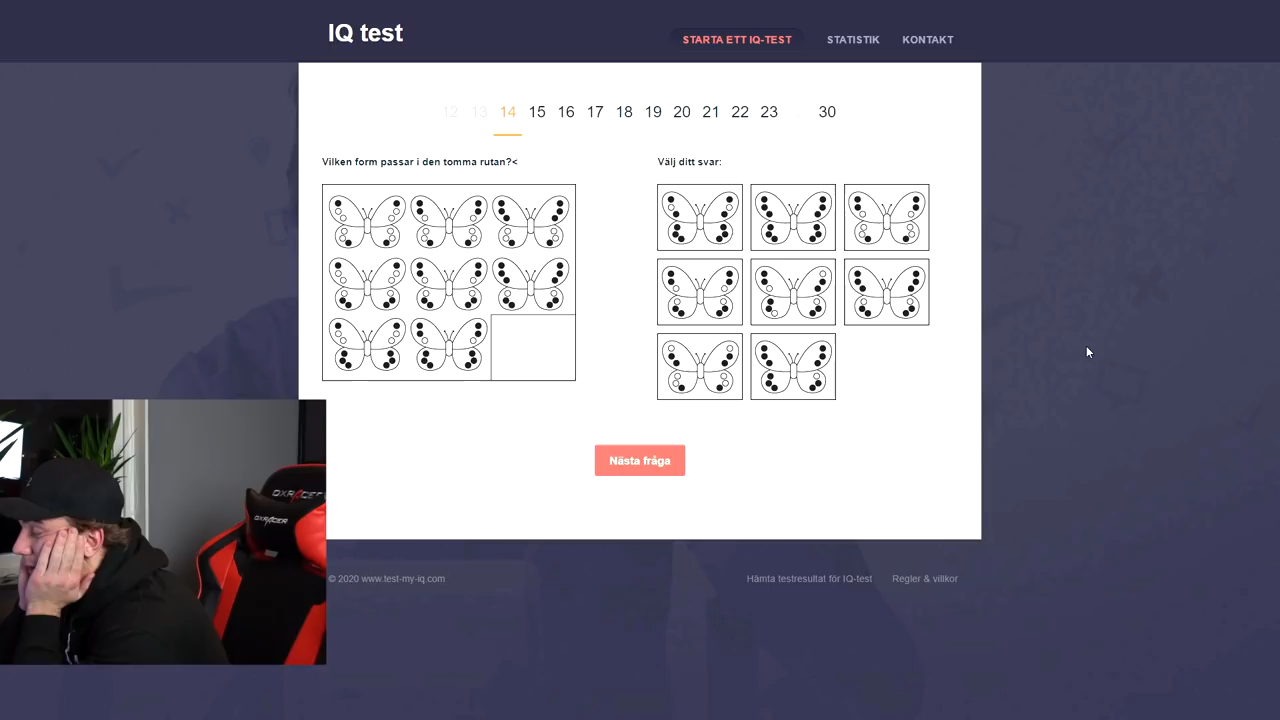 IQ test
STARTA ETT IQ-TEST STATISTIK KONTAKT
12 13 14 15 16 17 18 19 20 21 22 23 30
Vilken form passar i den tomma rutan?<
Välj ditt svar:
Nästa fråga
DXRACER
DXRACER
© 2020 www.test-my-iq.com
Hämta testresultat för IQ-test Regler & villkor